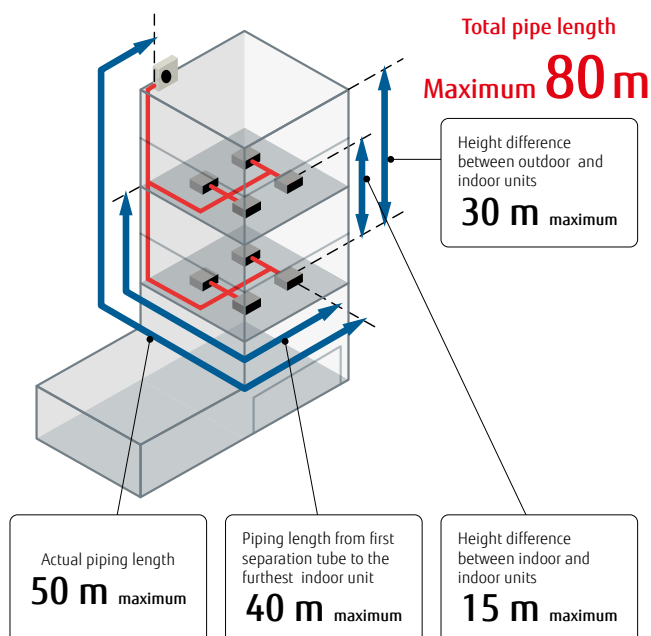 Total pipe length
Maximum 80 m
Height difference
between outdoor and
indoor units
30 m maximum
Actual piping length
50 m maximum
Piping length from first
separation tube to the
furthest indoor unit
40 m maximum
Height difference
between indoor and
indoor units
15 m maximum